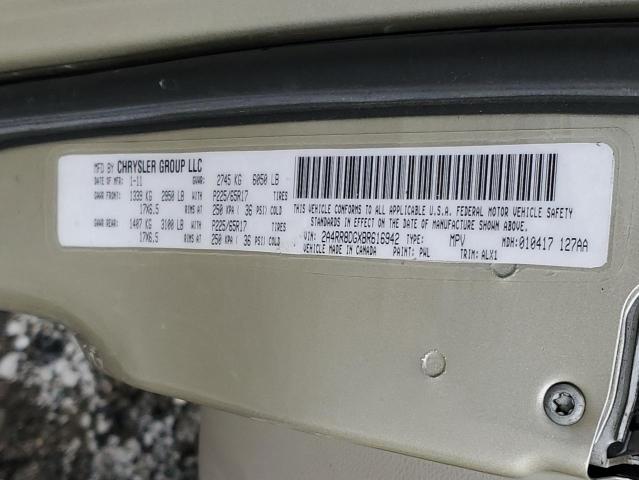 MFD BY CHRYSLER GROUP LLC
DATE OF MFR: 1-11 GVWR: 2745 KG 6050 LB
GAWR FRONT: 1339 KG 2950 LB WITH P225/65R17 TIRES
17X6.5 RIMS AT 250 KPA ( 36 PSI) COLD
GAWR REAR: 1407 KG 3100 LB WITH P225/65R17 TIRES
17X6.5 RIMS AT 250 KPA ( 36 PSI) COLD
THIS VEHICLE CONFORMS TO ALL APPLICABLE U.S.A. FEDERAL MOTOR VEHICLE SAFETY
STANDARDS IN EFFECT ON THE DATE OF MANUFACTURE SHOWN ABOVE.
VIN: 2A4RR8DGXBR616942 TYPE: MPV MDH: 010417 127AA
VEHICLE MADE IN CANADA PAINT: PWL TRIM: ALX1